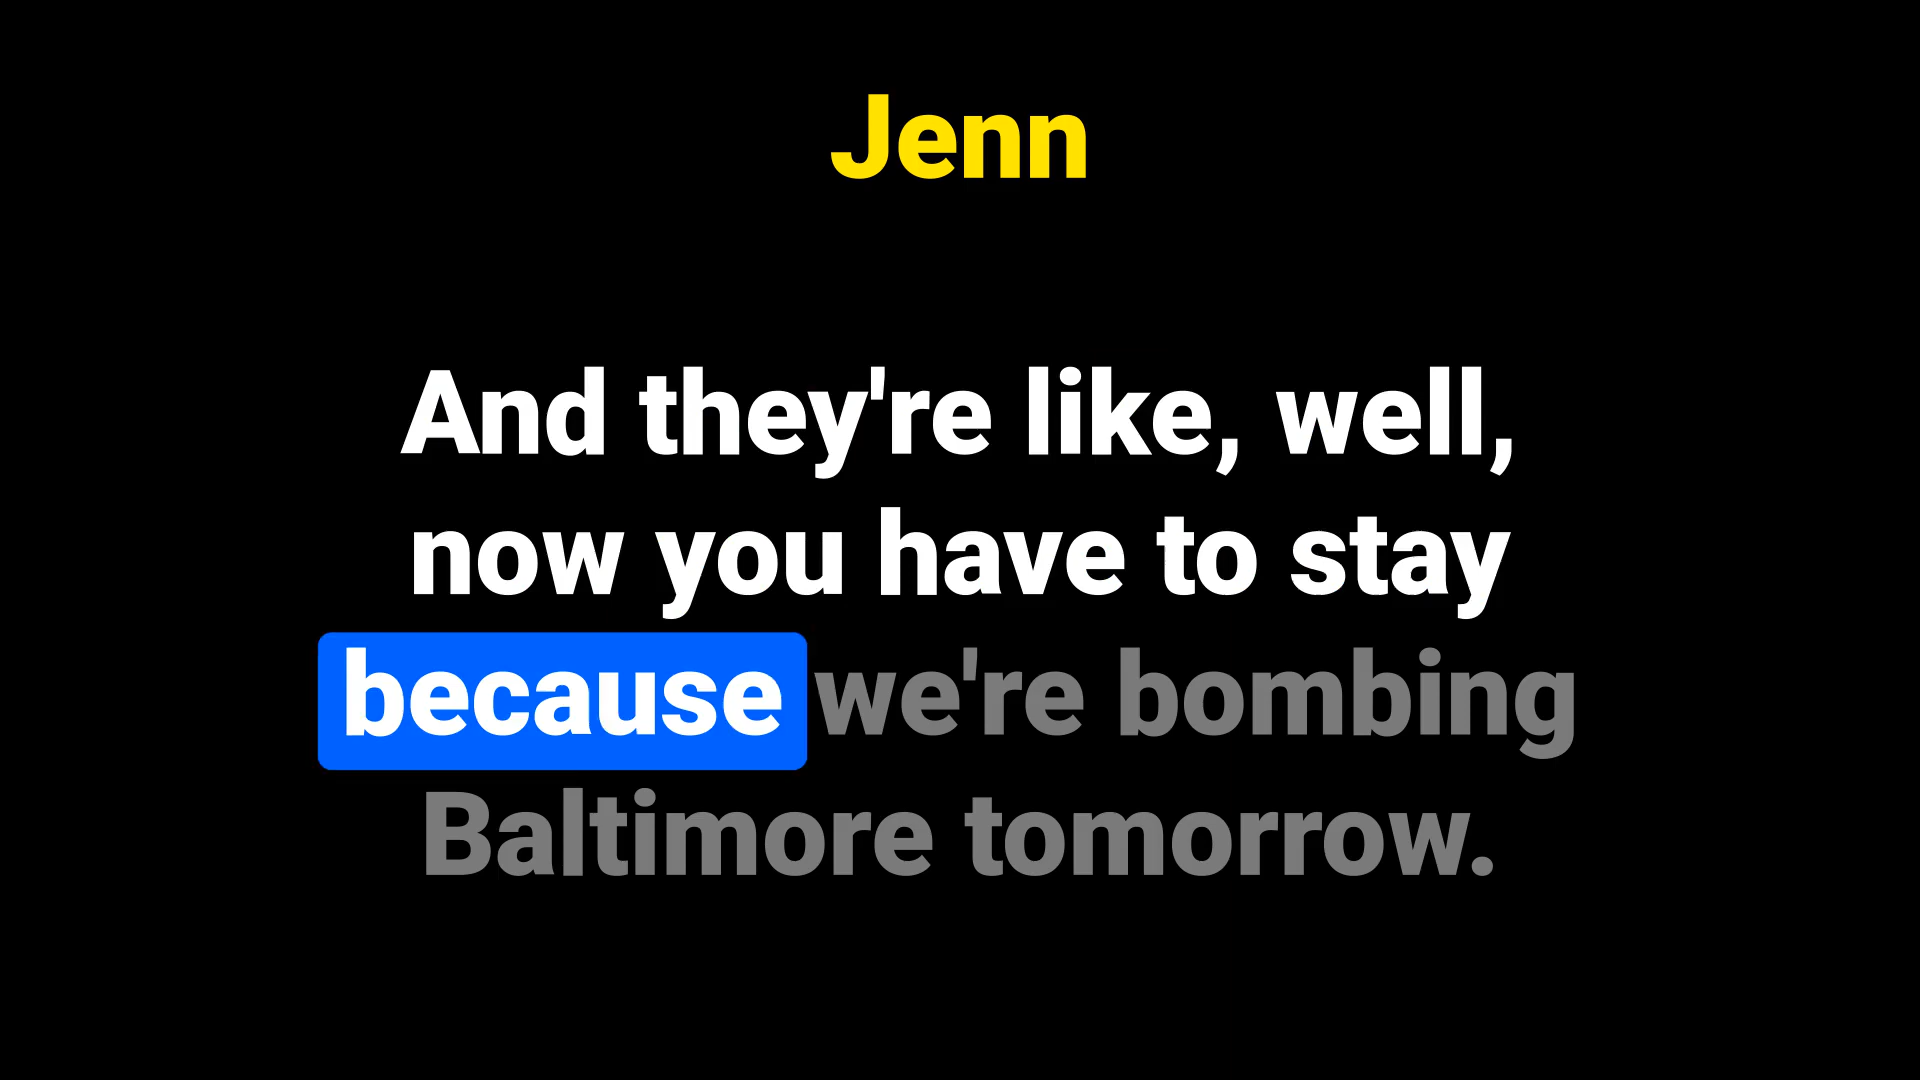 Jenn
And they're like, well,
now you have to stay
because we're bombing
Baltimore tomorrow.